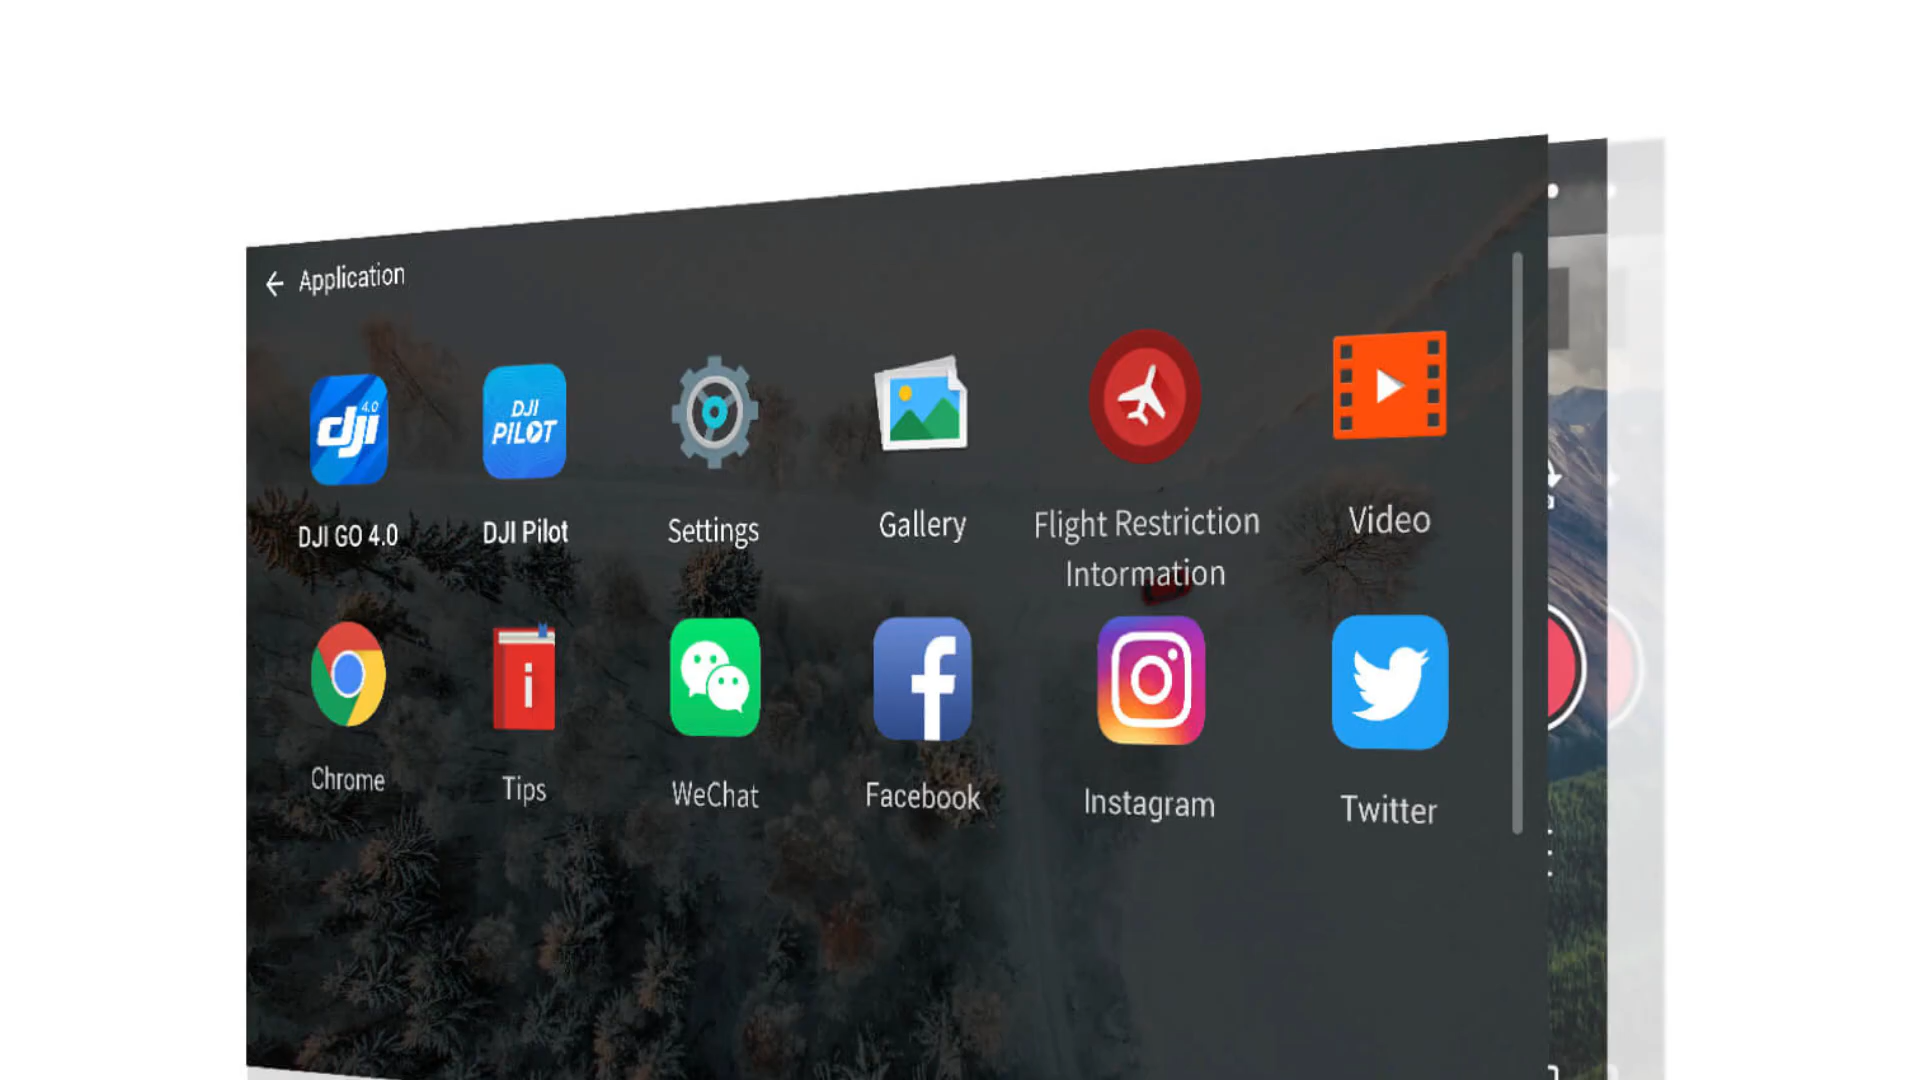 Application
dji 4.0
DJI
PILOT
DJI GO 4.0
DJI Pilot
Settings
Gallery
Flight Restriction
Intormation
Video
i
f
Chrome
Tips
WeChat
Facebook
Instagram
Twitter